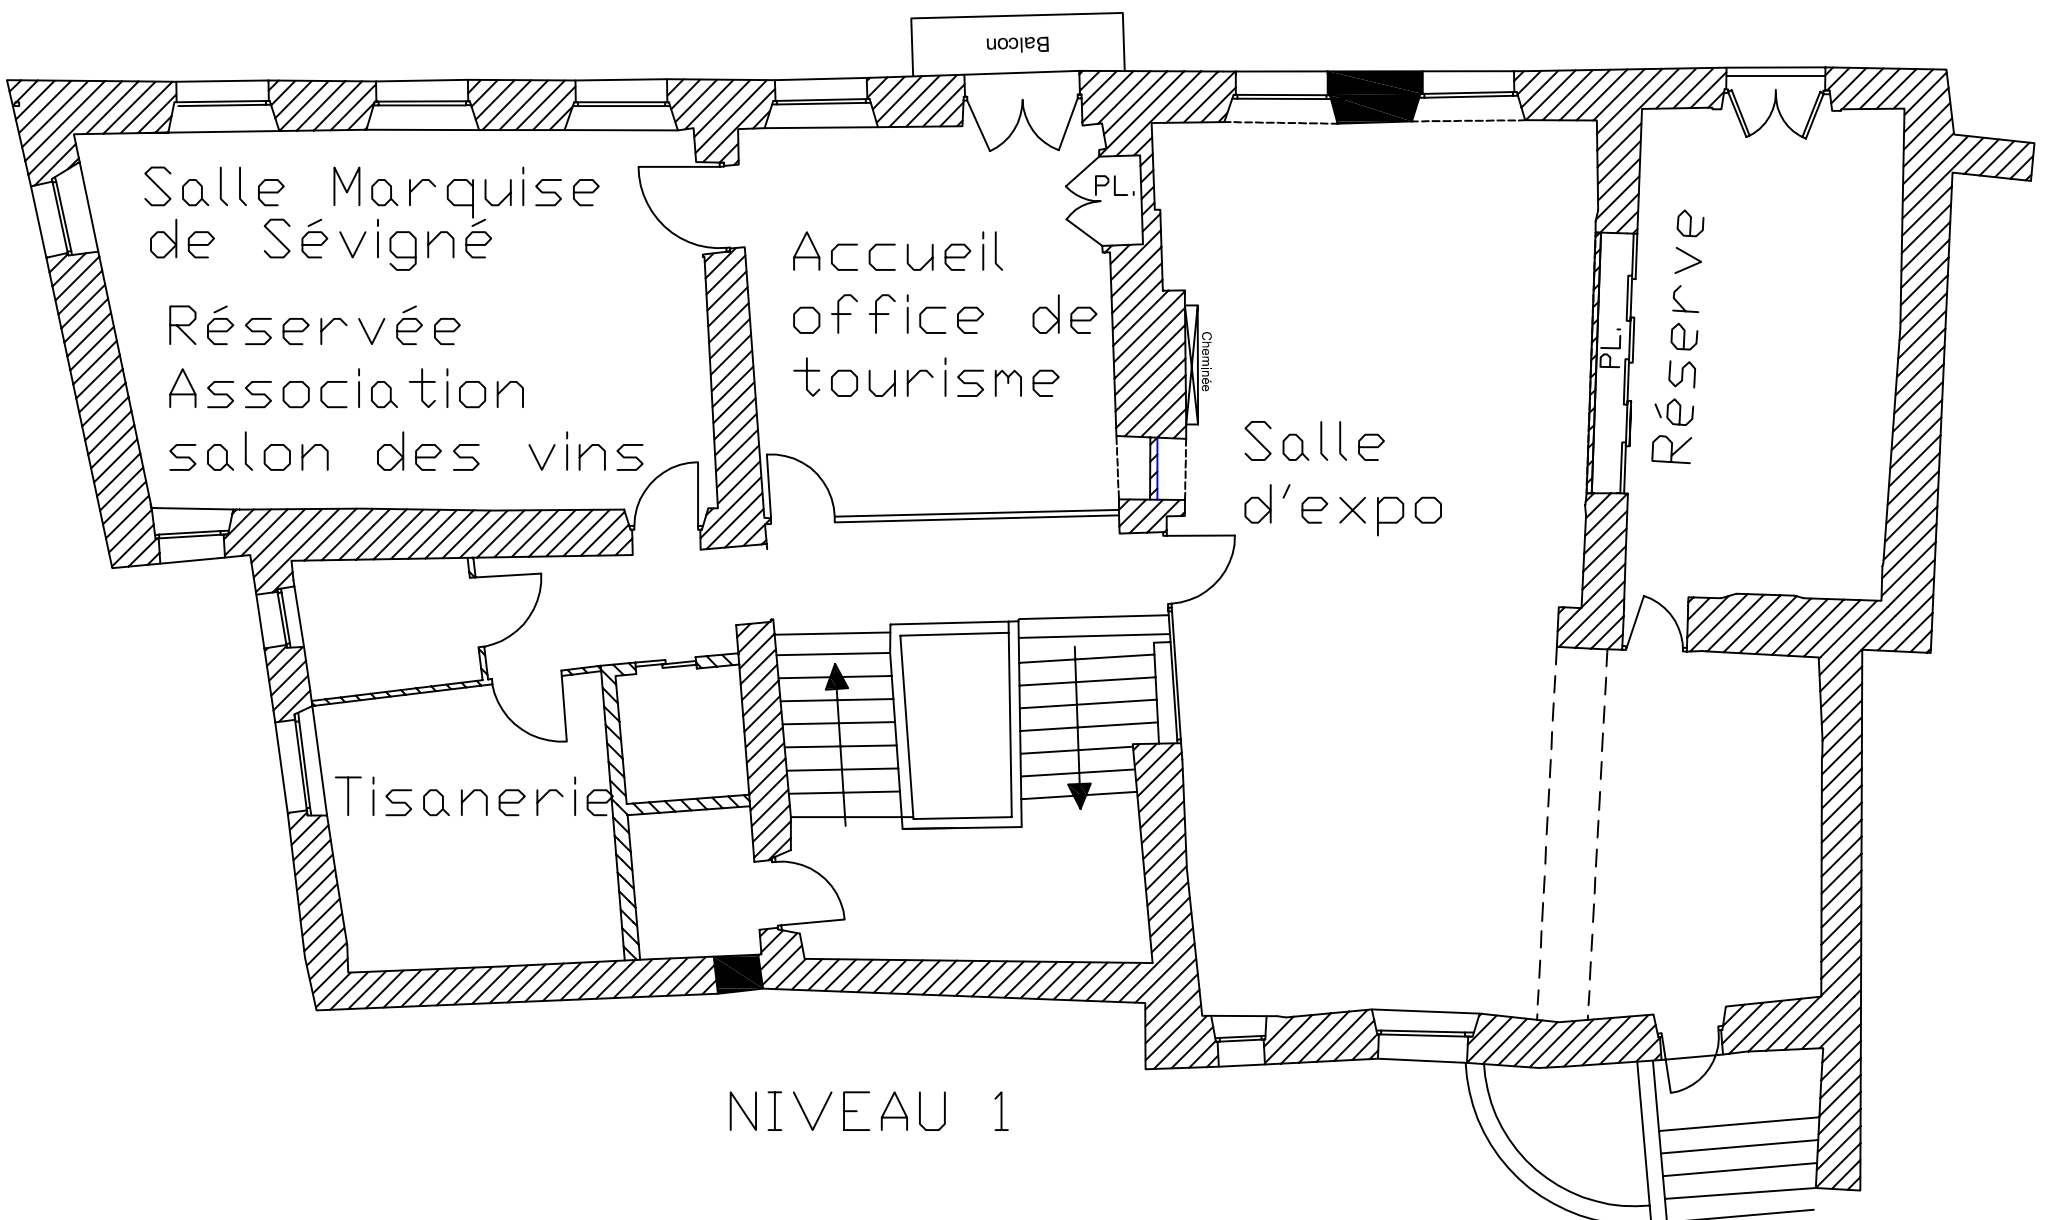 Balcon
Salle Marquise
de Sévigné
Réservée
Association
salon des vins
Accueil
office de
tourisme
PL.
Cheminée
Salle
d'expo
PL.
Réserve
Tisanerie
NIVEAU 1